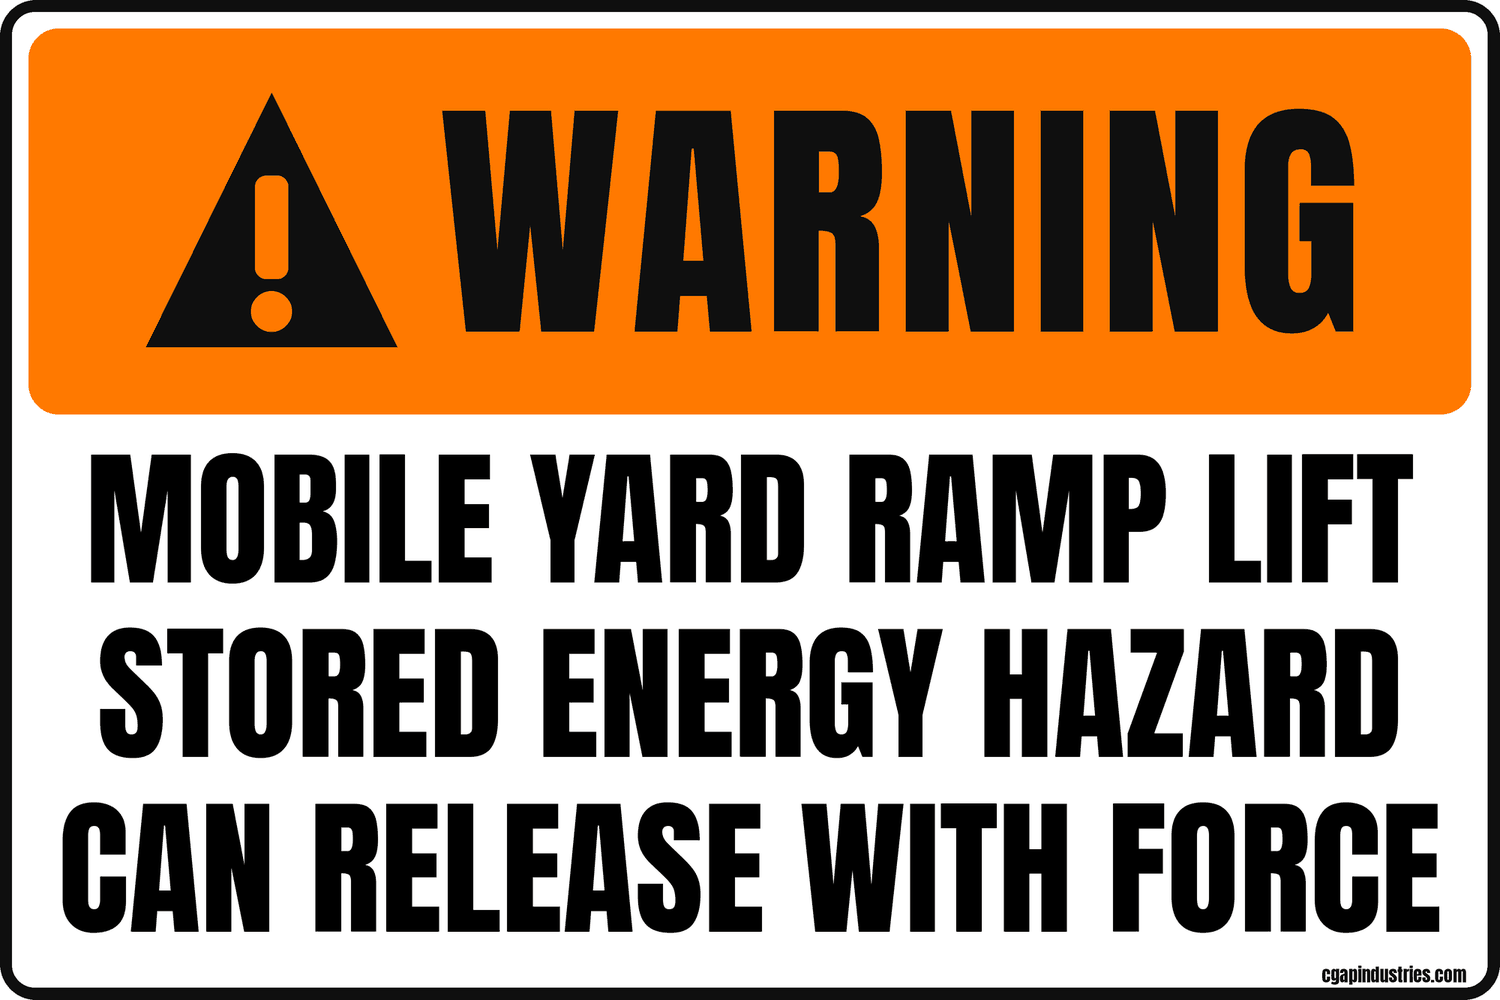 WARNING
MOBILE YARD RAMP LIFT
STORED ENERGY HAZARD
CAN RELEASE WITH FORCE
cgapindustries.com